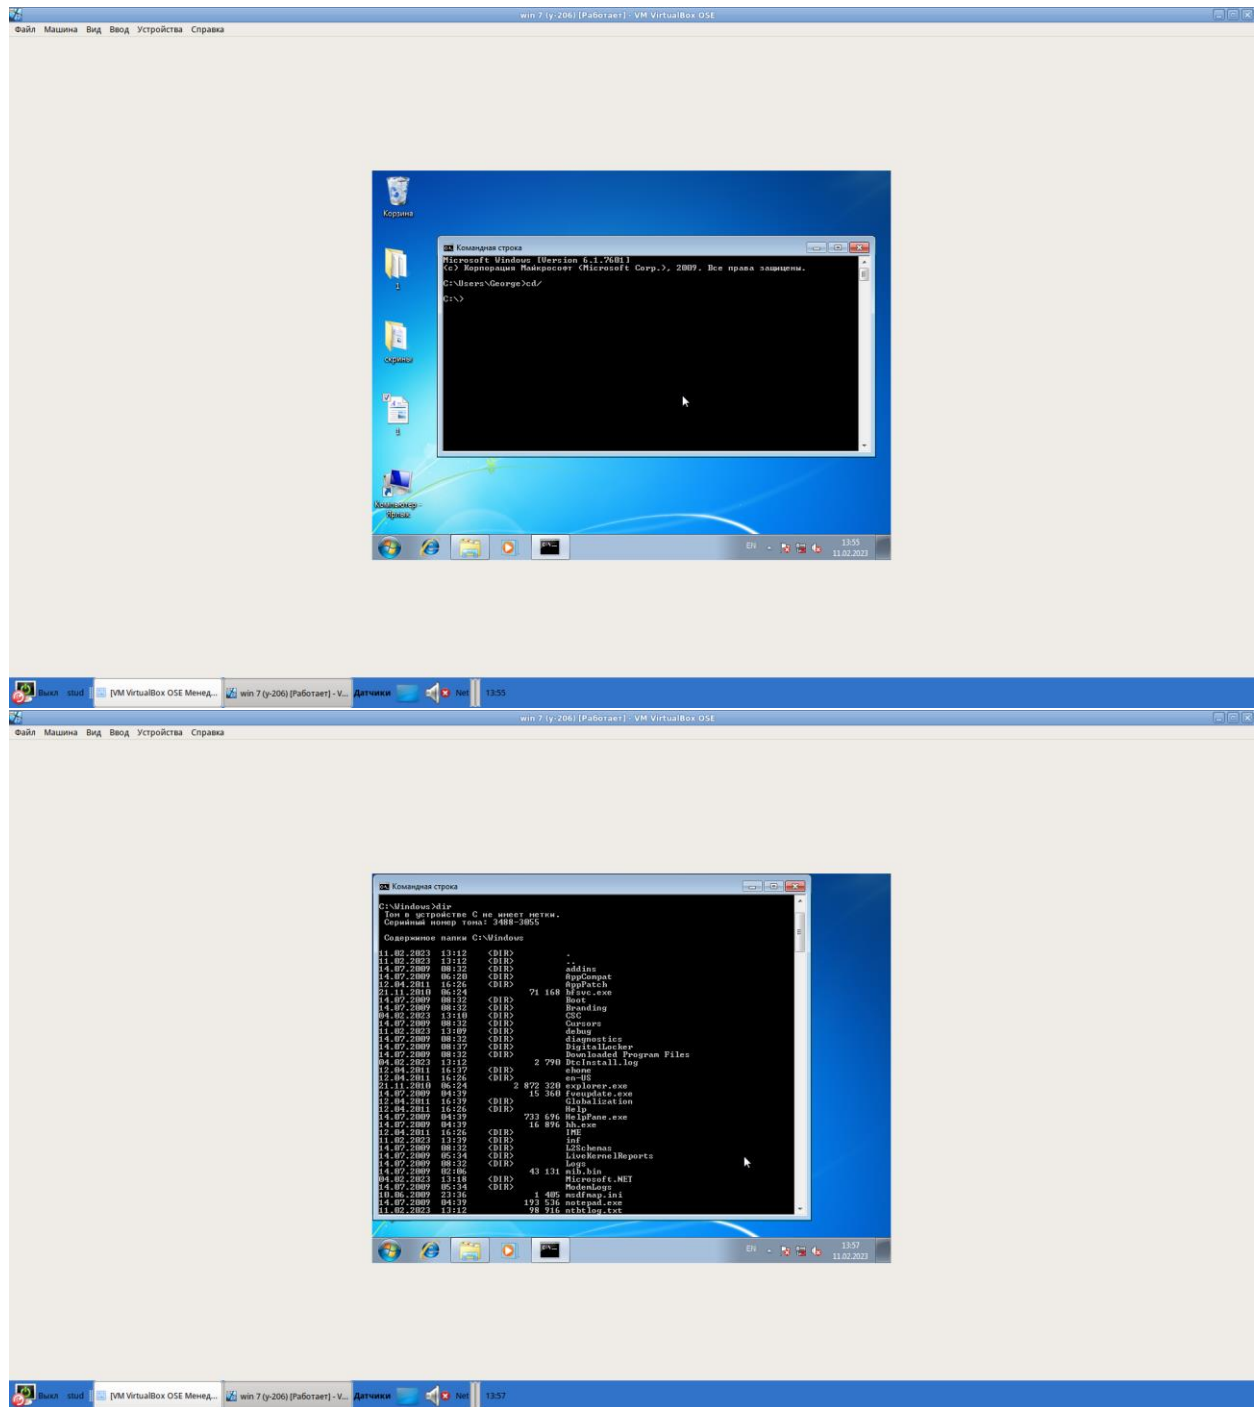 win 7 (y-206) [Работает] - VM VirtualBox OSE
Файл Машина Вид Ввод Устройства Справка
Корзина
Командная строка
Microsoft Windows [Version 6.1.7601]
(c) Корпорация Майкрософт (Microsoft Corp.), 2009. Все права защищены.
1
C:\Users\George>cd/
C:\>
скрины
1
Компьютер -
Ярлык
EN
13:55
11.02.2023
Выкл stud [VM VirtualBox OSE Менед... win 7 (y-206) [Работает] - V... Датчики Net 13:55
win 7 (y-206) [Работает] - VM VirtualBox OSE
Файл Машина Вид Ввод Устройства Справка
Командная строка
C:\Windows>dir
Том в устройстве C не имеет метки.
Серийный номер тома: 3488-3055
Содержимое папки C:\Windows
11.02.2023 13:12 <DIR> .
11.02.2023 13:12 <DIR> ..
14.07.2009 08:32 <DIR> addins
14.07.2009 06:20 <DIR> AppCompat
12.04.2011 16:26 <DIR> AppPatch
21.11.2010 06:24 71 168 bfsvc.exe
14.07.2009 08:32 <DIR> Boot
14.07.2009 08:32 <DIR> Branding
04.02.2023 13:10 <DIR> CSC
14.07.2009 08:32 <DIR> Cursors
11.02.2023 13:09 <DIR> debug
14.07.2009 08:32 <DIR> diagnostics
14.07.2009 08:37 <DIR> DigitalLocker
14.07.2009 08:32 <DIR> Downloaded Program Files
04.02.2023 13:12 2 790 DtcInstall.log
12.04.2011 16:37 <DIR> ehome
12.04.2011 16:26 <DIR> en-US
21.11.2010 06:24 2 872 320 explorer.exe
14.07.2009 04:39 15 360 fveupdate.exe
12.04.2011 16:39 <DIR> Globalization
12.04.2011 16:26 <DIR> Help
14.07.2009 04:39 733 696 HelpPane.exe
14.07.2009 04:39 16 896 hh.exe
12.04.2011 16:26 <DIR> IME
11.02.2023 13:39 <DIR> inf
14.07.2009 08:32 <DIR> L2Schemas
14.07.2009 05:34 <DIR> LiveKernelReports
14.07.2009 08:32 <DIR> Logs
14.07.2009 02:06 43 131 mib.bin
04.02.2023 13:18 <DIR> Microsoft.NET
14.07.2009 05:34 <DIR> ModemLogs
10.06.2009 23:36 1 405 msdfmap.ini
14.07.2009 04:39 193 536 notepad.exe
11.02.2023 13:12 98 916 ntbtlog.txt
EN
13:57
11.02.2023
Выкл stud [VM VirtualBox OSE Менед... win 7 (y-206) [Работает] - V... Датчики Net 13:57